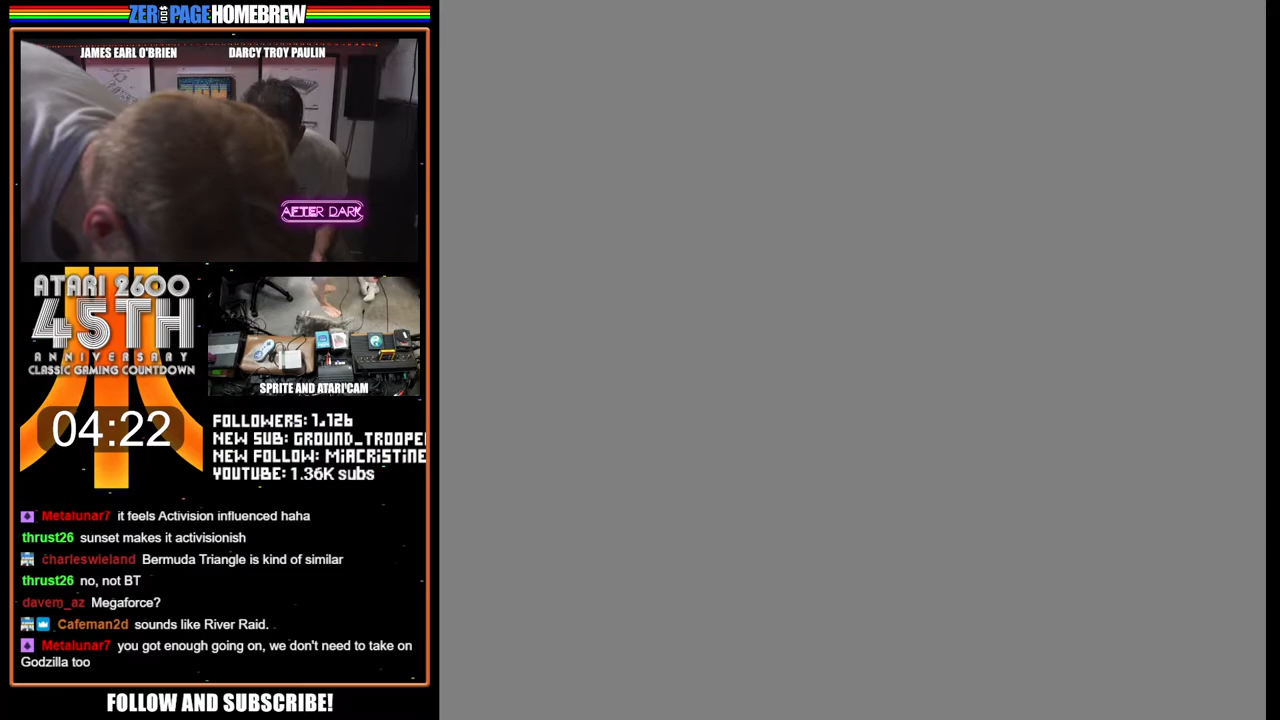 ZERO PAGE HOMEBREW
JAMES EARL O'BRIEN
DARCY TROY PAULIN
AFTER DARK
ATARI 2600
45TH
ANNIVERSARY
CLASSIC GAMING COUNTDOWN
04:22
SPRITE AND ATARI CAM
FOLLOWERS: 1,126
NEW SUB: GROUND_TROOPE
NEW FOLLOW: MIACRISTINE
YOUTUBE: 1.36K subs
Metalunar7 it feels Activision influenced haha
thrust26 sunset makes it activisionish
charleswieland Bermuda Triangle is kind of similar
thrust26 no, not BT
davem_az Megaforce?
Cafeman2d sounds like River Raid.
Metalunar7 you got enough going on, we don't need to take on
Godzilla too
FOLLOW AND SUBSCRIBE!